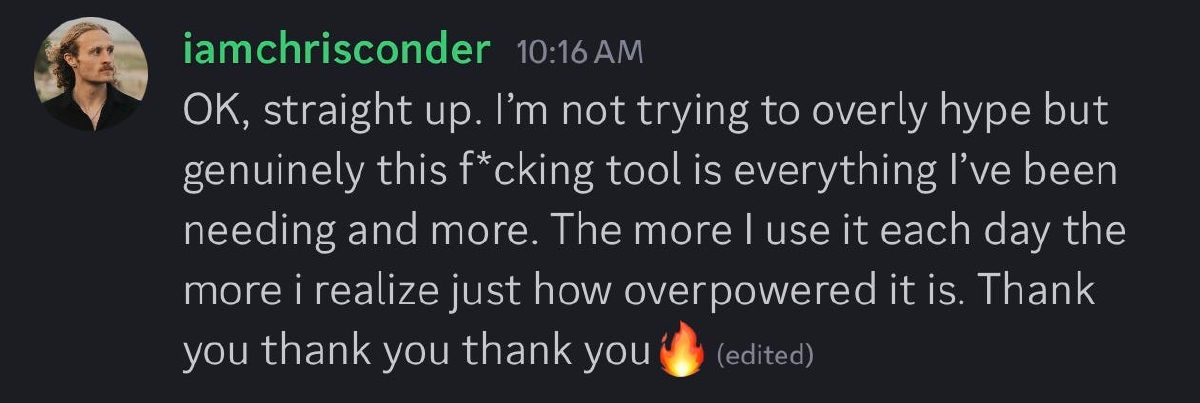 iamchrisconder 10:16 AM
OK, straight up. I’m not trying to overly hype but
genuinely this f*cking tool is everything I’ve been
needing and more. The more I use it each day the
more i realize just how overpowered it is. Thank
you thank you thank you🔥 (edited)